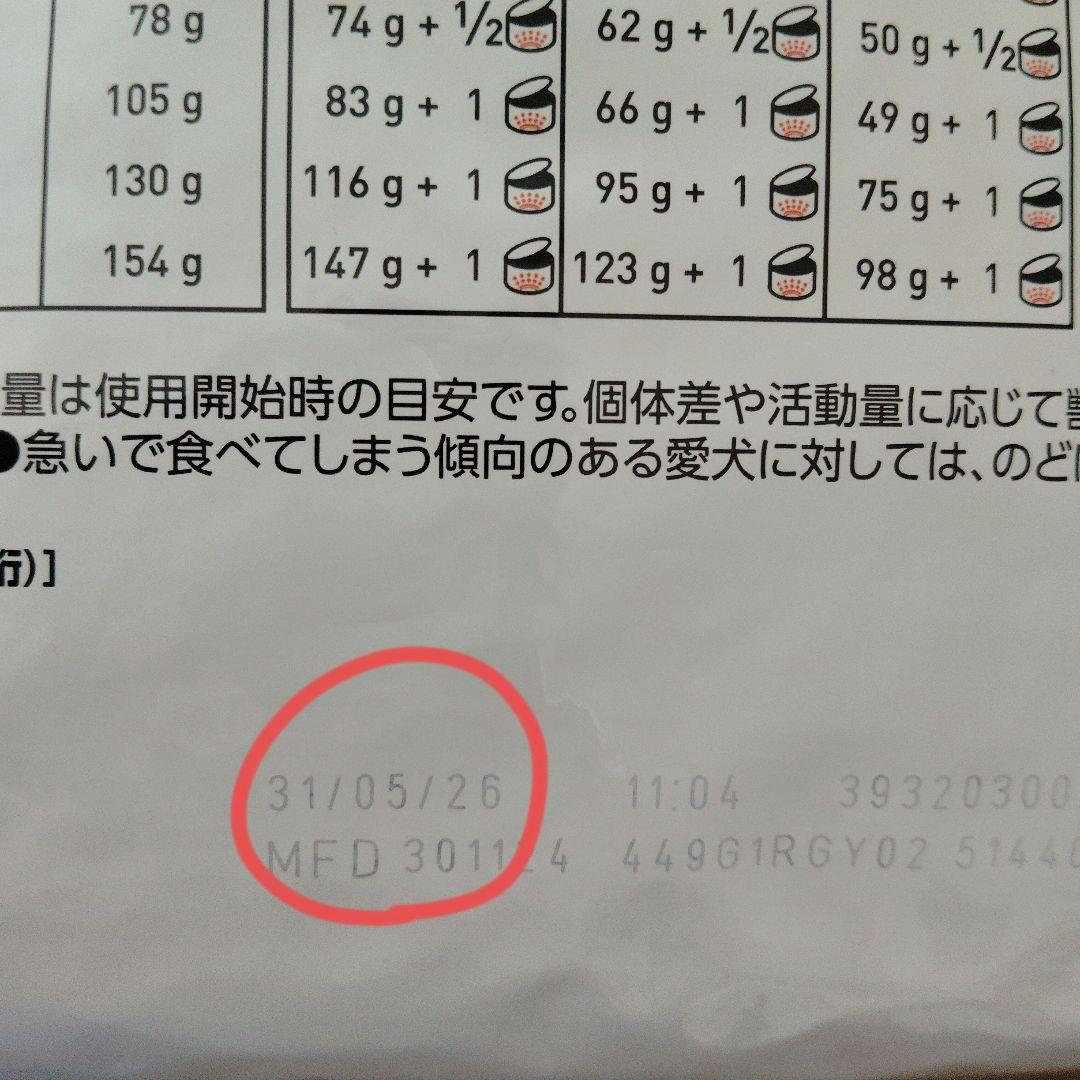 78 g 74 g + 1/2 62 g + 1/2 50 g + 1/2
105 g 83 g + 1 66 g + 1 49 g + 1
130 g 116 g + 1 95 g + 1 75 g + 1
154 g 147 g + 1 123 g + 1 98 g + 1
量は使用開始時の目安です。個体差や活動量に応じて
●急いで食べてしまう傾向のある愛犬に対しては、のど
桁)]
31/05/26 11:04 39320300
MFD 301124 449G1RGY02 5144